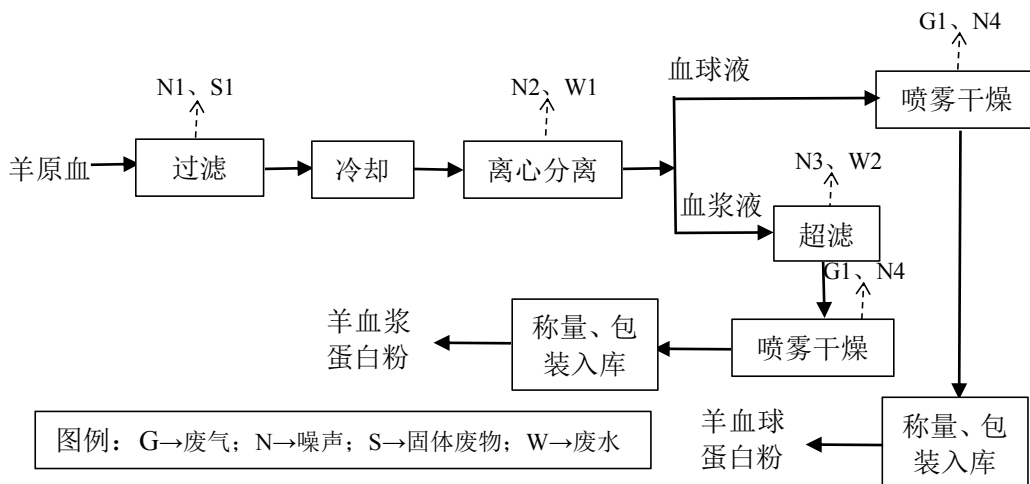 G1、N4
血球液
喷雾干燥
N1、S1
N2、W1
羊原血
过滤
冷却
离心分离
N3、W2
血浆液
超滤
G1、N4
羊血浆
蛋白粉
称量、包
装入库
喷雾干燥
羊血球
蛋白粉
称量、包
装入库
图例：G→废气；N→噪声；S→固体废物；W→废水